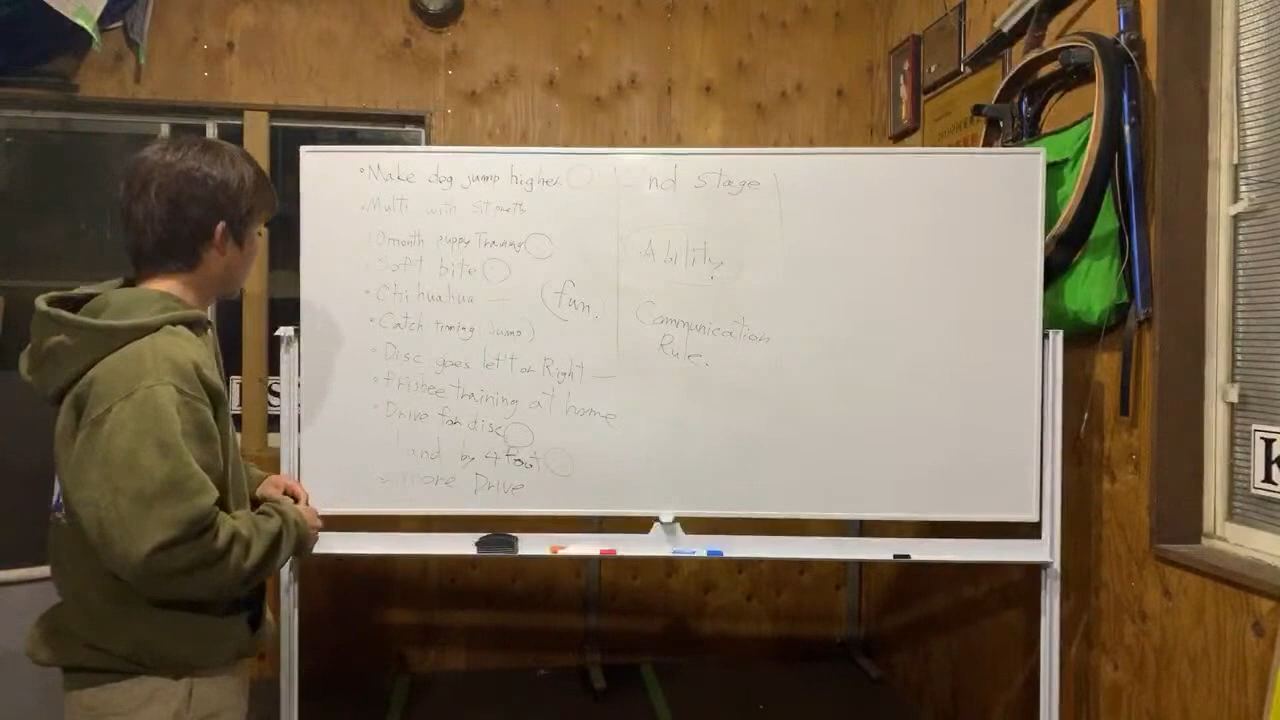 • Make dog jump higher
• Multi with
10 month puppy Training
Soft bite
• Chihuahua — (fun.)
• Catch timing Jump)
• Disc goes left or Right —
• frisbee training at home
• Drive for disc
land by 4 foot
more Drive
nd stage
Ability
Communication
Rule.
K